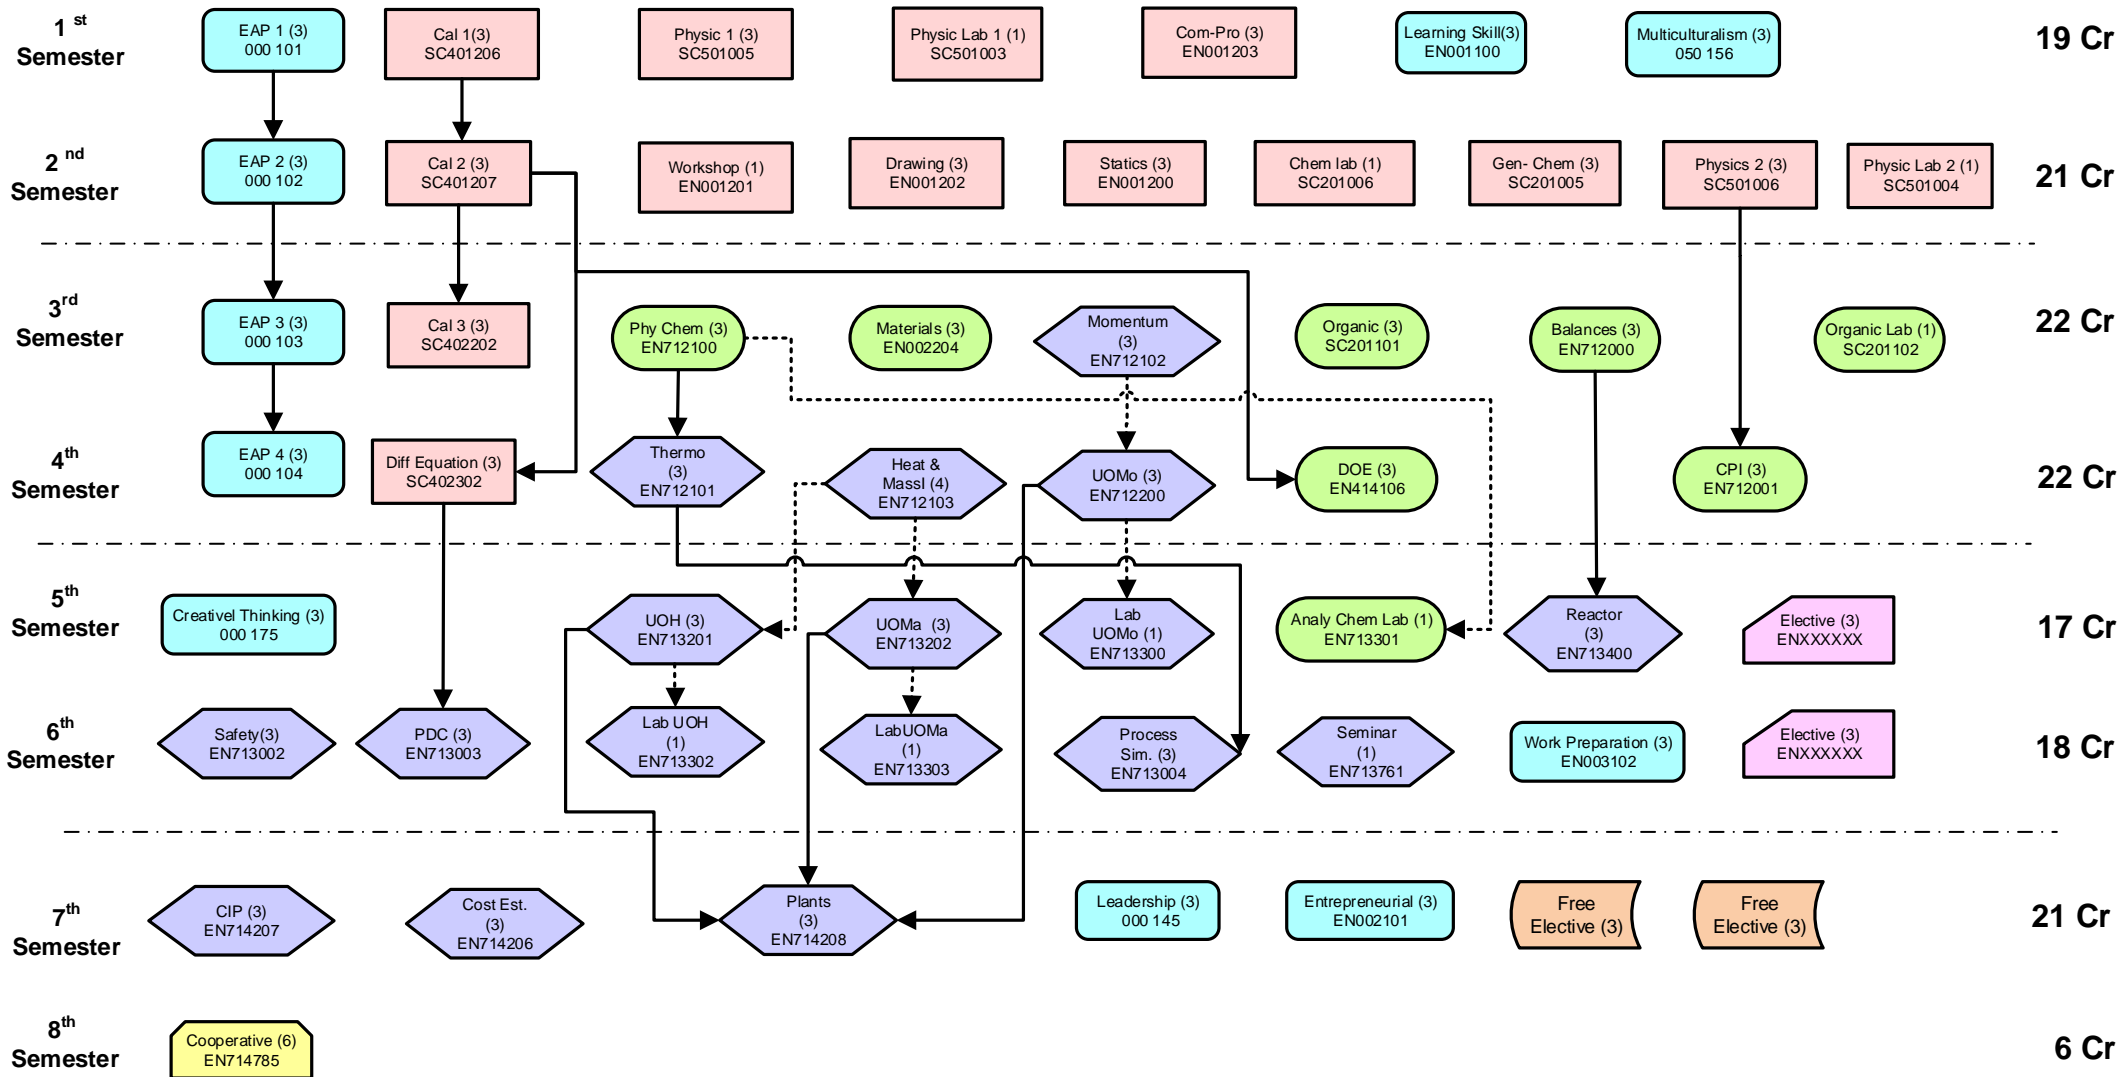 1 st
Semester
EAP 1 (3)
000 101
Cal 1(3)
SC401206
Physic 1 (3)
SC501005
Physic Lab 1 (1)
SC501003
Com-Pro (3)
EN001203
Learning Skill(3)
EN001100
Multiculturalism (3)
050 156
19 Cr
2 nd
Semester
EAP 2 (3)
000 102
Cal 2 (3)
SC401207
Workshop (1)
EN001201
Drawing (3)
EN001202
Statics (3)
EN001200
Chem lab (1)
SC201006
Gen- Chem (3)
SC201005
Physics 2 (3)
SC501006
Physic Lab 2 (1)
SC501004
21 Cr
3rd
Semester
EAP 3 (3)
000 103
Cal 3 (3)
SC402202
Phy Chem (3)
EN712100
Materials (3)
EN002204
Momentum
(3)
EN712102
Organic (3)
SC201101
Balances (3)
EN712000
Organic Lab (1)
SC201102
22 Cr
4th
Semester
EAP 4 (3)
000 104
Diff Equation (3)
SC402302
Thermo
(3)
EN712101
Heat &
MassI (4)
EN712103
UOMo (3)
EN712200
DOE (3)
EN414106
CPI (3)
EN712001
22 Cr
5th
Semester
Creativel Thinking (3)
000 175
UOH (3)
EN713201
UOMa (3)
EN713202
Lab
UOMo (1)
EN713300
Analy Chem Lab (1)
EN713301
Reactor
(3)
EN713400
Elective (3)
ENXXXXXX
17 Cr
6th
Semester
Safety(3)
EN713002
PDC (3)
EN713003
Lab UOH
(1)
EN713302
LabUOMa
(1)
EN713303
Process
Sim. (3)
EN713004
Seminar
(1)
EN713761
Work Preparation (3)
EN003102
Elective (3)
ENXXXXXX
18 Cr
7th
Semester
CIP (3)
EN714207
Cost Est.
(3)
EN714206
Plants
(3)
EN714208
Leadership (3)
000 145
Entrepreneurial (3)
EN002101
Free
Elective (3)
Free
Elective (3)
21 Cr
8th
Semester
Cooperative (6)
EN714785
6 Cr